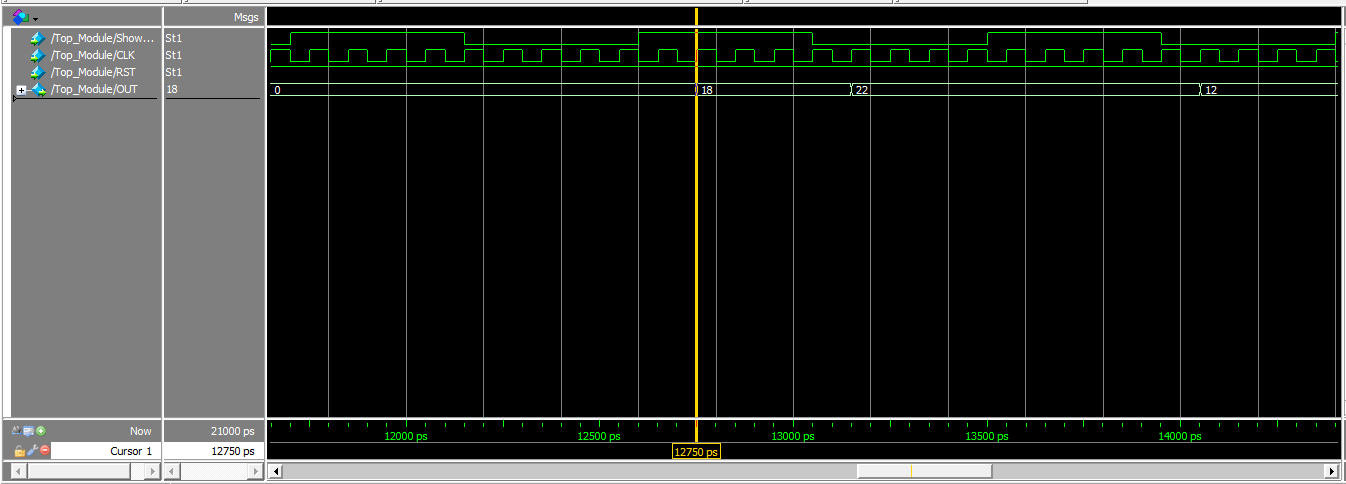 Msgs
/Top_Module/Show... St1
/Top_Module/CLK St1
/Top_Module/RST St1
/Top_Module/OUT 18 0 18 22 12
Now 21000 ps 12000 ps 12500 ps 13000 ps 13500 ps 14000 ps
Cursor 1 12750 ps 12750 ps